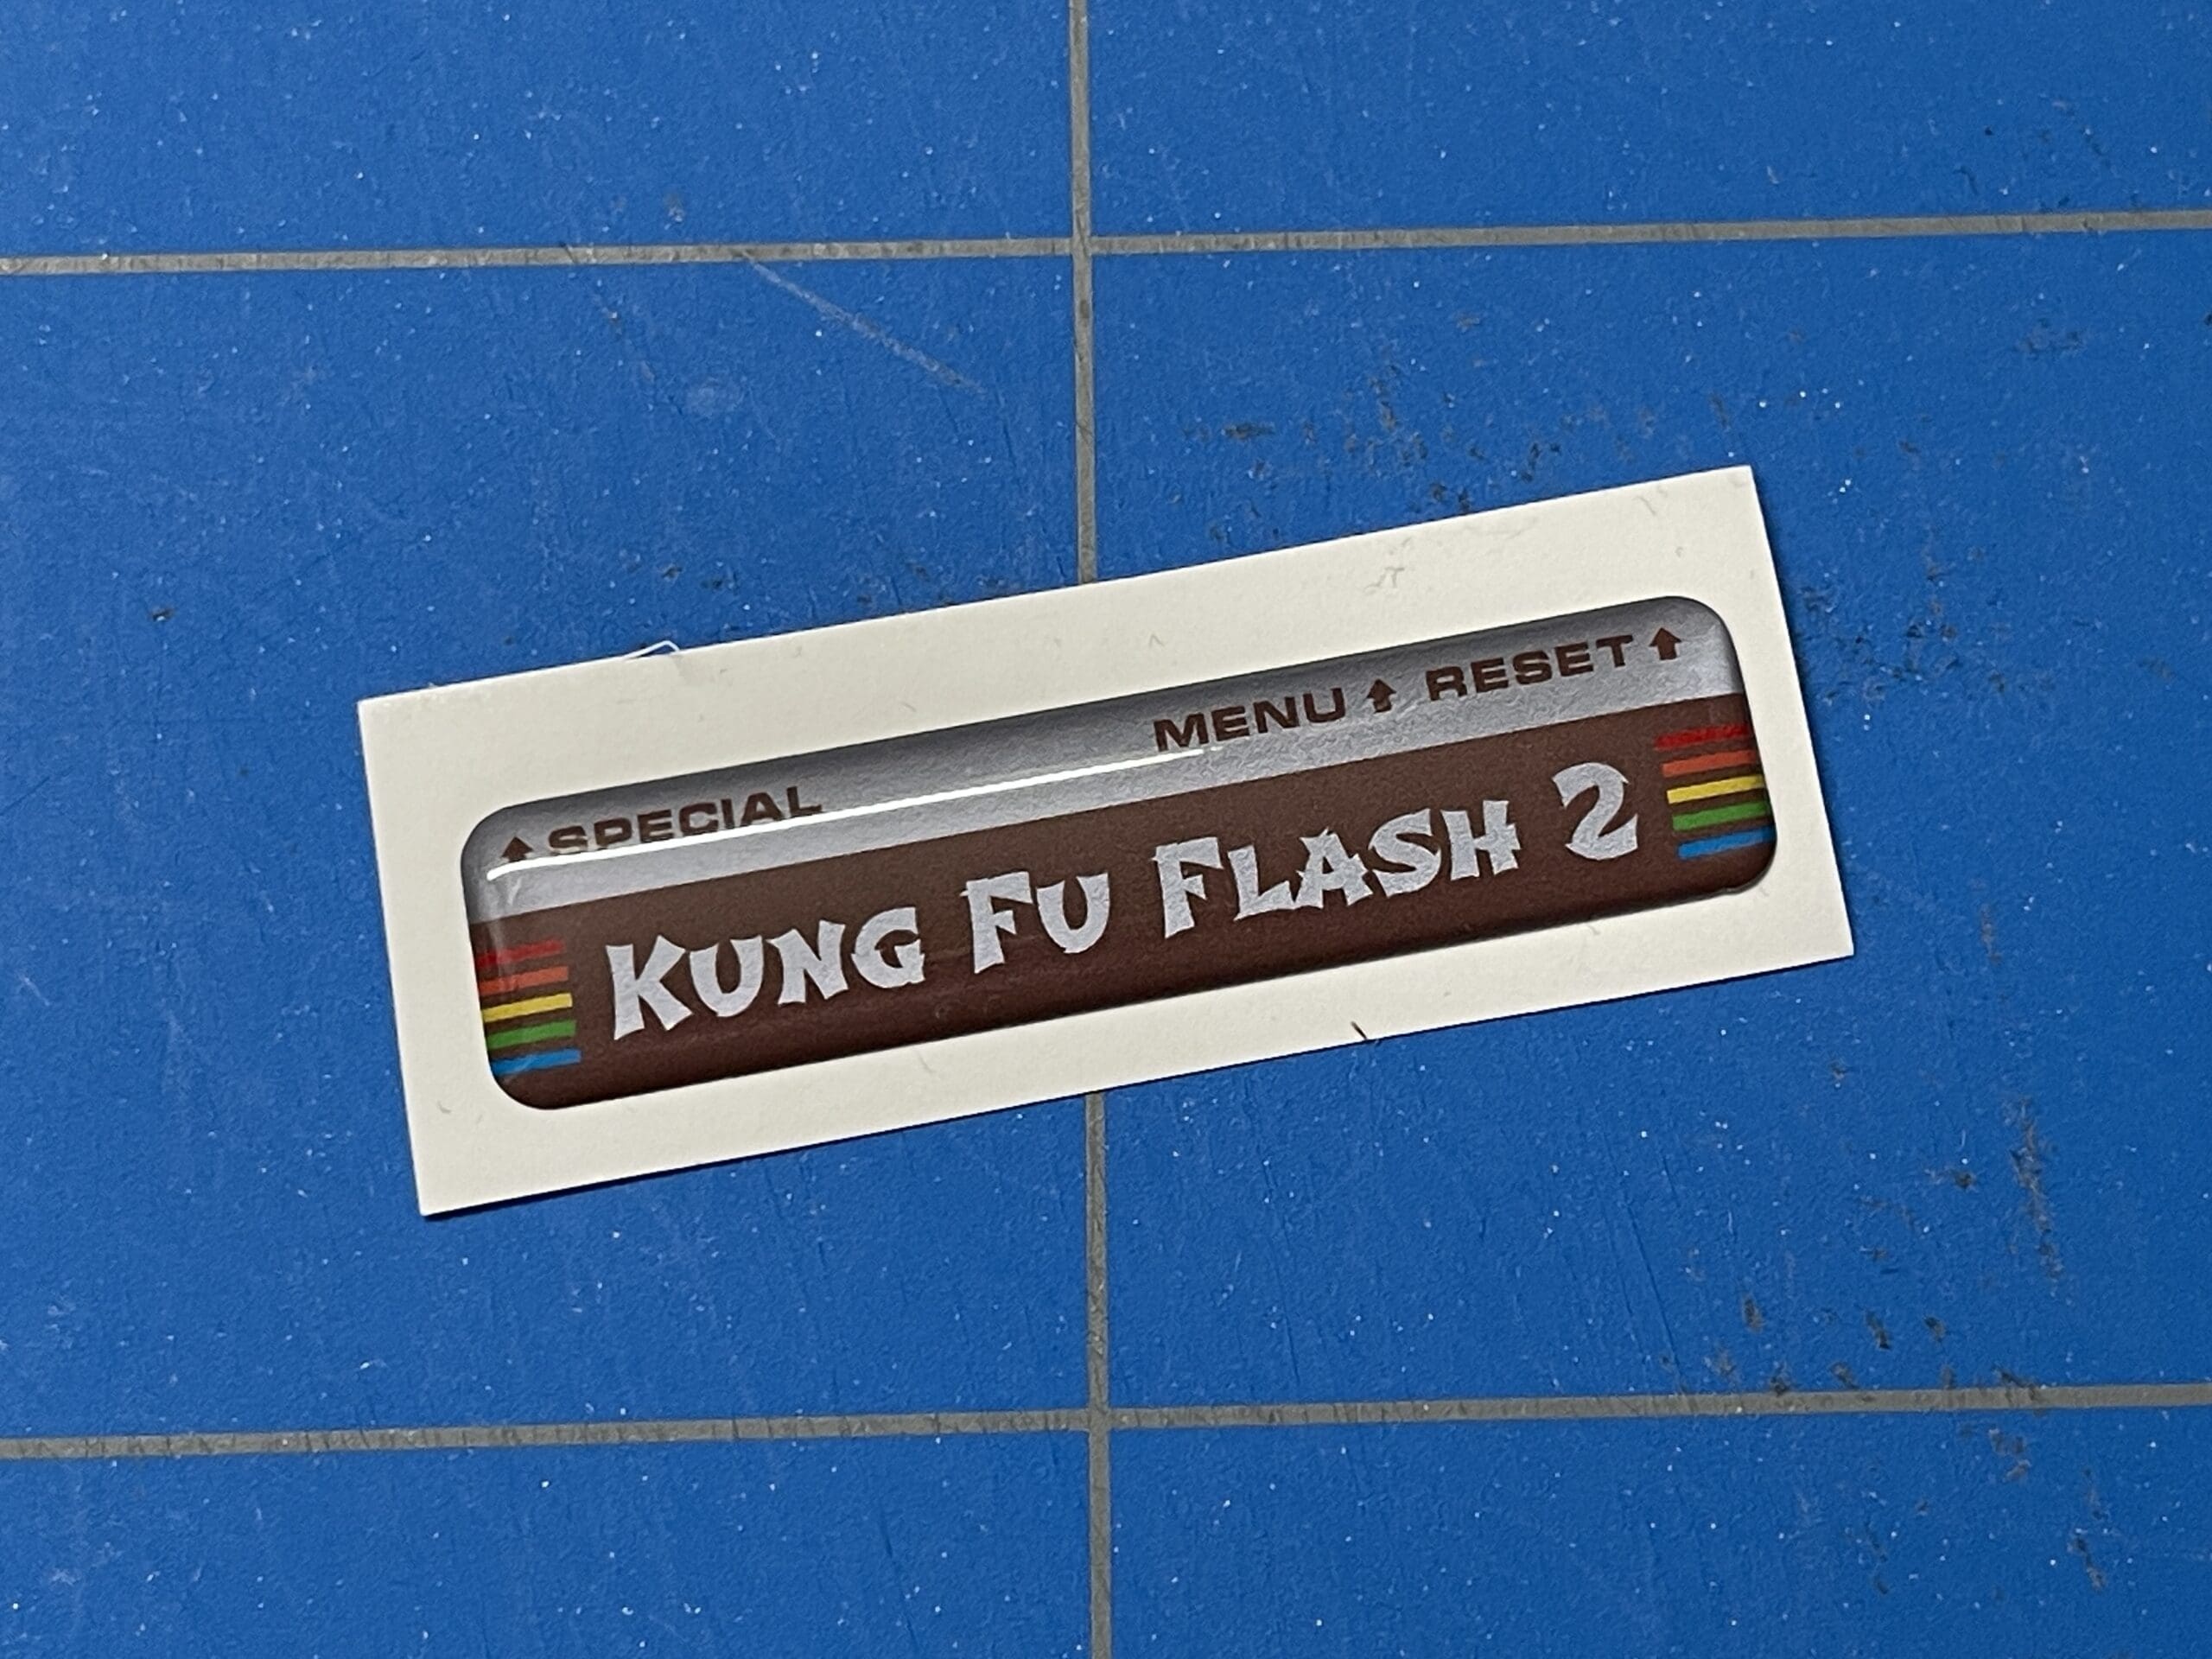 ⬆SPECIAL MENU⬆ RESET⬆
KUNG FU FLASH 2